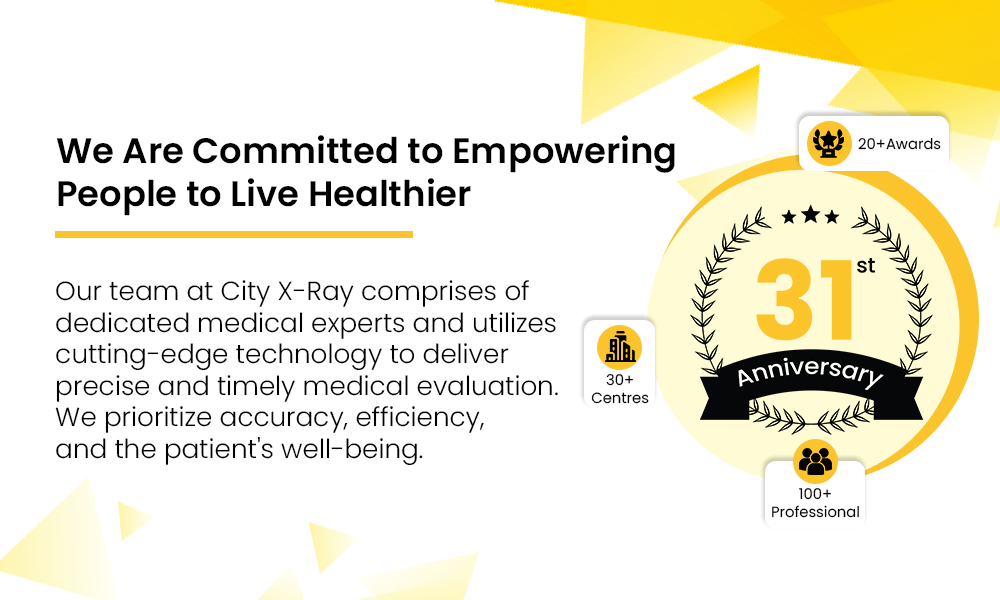 We Are Committed to Empowering
People to Live Healthier
Our team at City X-Ray comprises of
dedicated medical experts and utilizes
cutting-edge technology to deliver
precise and timely medical evaluation.
We prioritize accuracy, efficiency,
and the patient's well-being.
20+Awards
31st
Anniversary
30+
Centres
100+
Professional